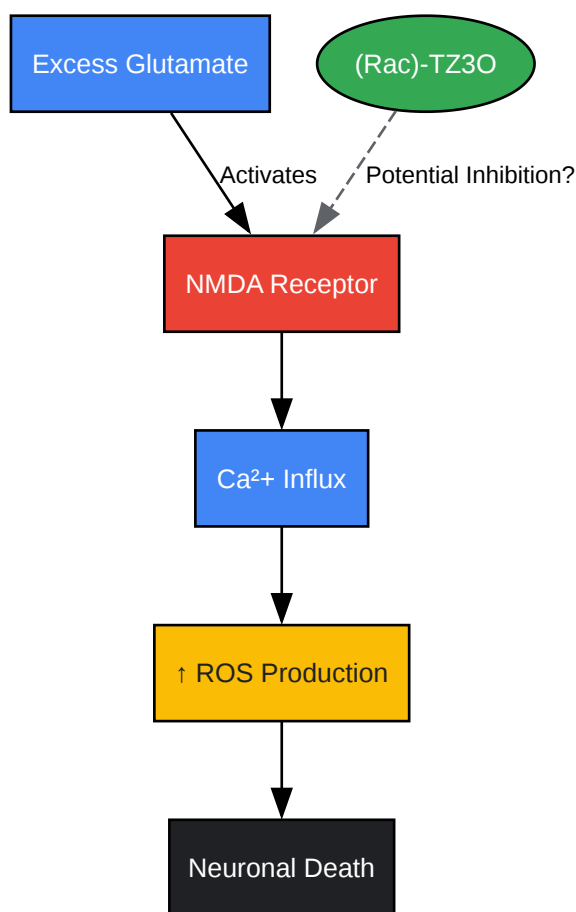 Excess Glutamate
(Rac)-TZ3O
Activates
Potential Inhibition?
NMDA Receptor
Ca²+ Influx
↑ ROS Production
Neuronal Death